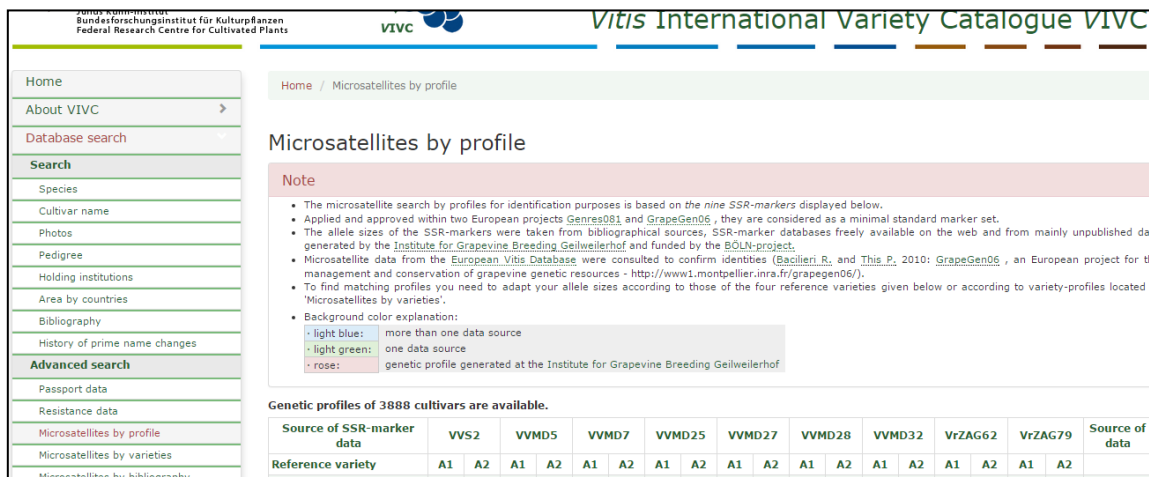 Bundesforschungsinstitut für Kulturpflanzen
Federal Research Centre for Cultivated Plants
VIVC
Vitis International Variety Catalogue VIVC
Home
About VIVC
Database search
Search
Species
Cultivar name
Photos
Pedigree
Holding institutions
Area by countries
Bibliography
History of prime name changes
Advanced search
Passport data
Resistance data
Microsatellites by profile
Microsatellites by varieties
Microsatellites by bibliography
Home / Microsatellites by profile
Microsatellites by profile
Note
• The microsatellite search by profiles for identification purposes is based on the nine SSR-markers displayed below.
• Applied and approved within two European projects Genres081 and GrapeGen06 , they are considered as a minimal standard marker set.
• The allele sizes of the SSR-markers were taken from bibliographical sources, SSR-marker databases freely available on the web and from mainly unpublished da
generated by the Institute for Grapevine Breeding Geilweilerhof and funded by the BÖLN-project.
• Microsatellite data from the European Vitis Database were consulted to confirm identities (Bacilieri R. and This P. 2010: GrapeGen06 , an European project for th
management and conservation of grapevine genetic resources - http://www1.montpellier.inra.fr/grapegen06/).
• To find matching profiles you need to adapt your allele sizes according to those of the four reference varieties given below or according to variety-profiles located
'Microsatellites by varieties'.
• Background color explanation:
· light blue: more than one data source
· light green: one data source
· rose: genetic profile generated at the Institute for Grapevine Breeding Geilweilerhof
Genetic profiles of 3888 cultivars are available.
Source of SSR-marker data VVS2 VVMD5 VVMD7 VVMD25 VVMD27 VVMD28 VVMD32 VrZAG62 VrZAG79 Source of data
Reference variety A1 A2 A1 A2 A1 A2 A1 A2 A1 A2 A1 A2 A1 A2 A1 A2 A1 A2